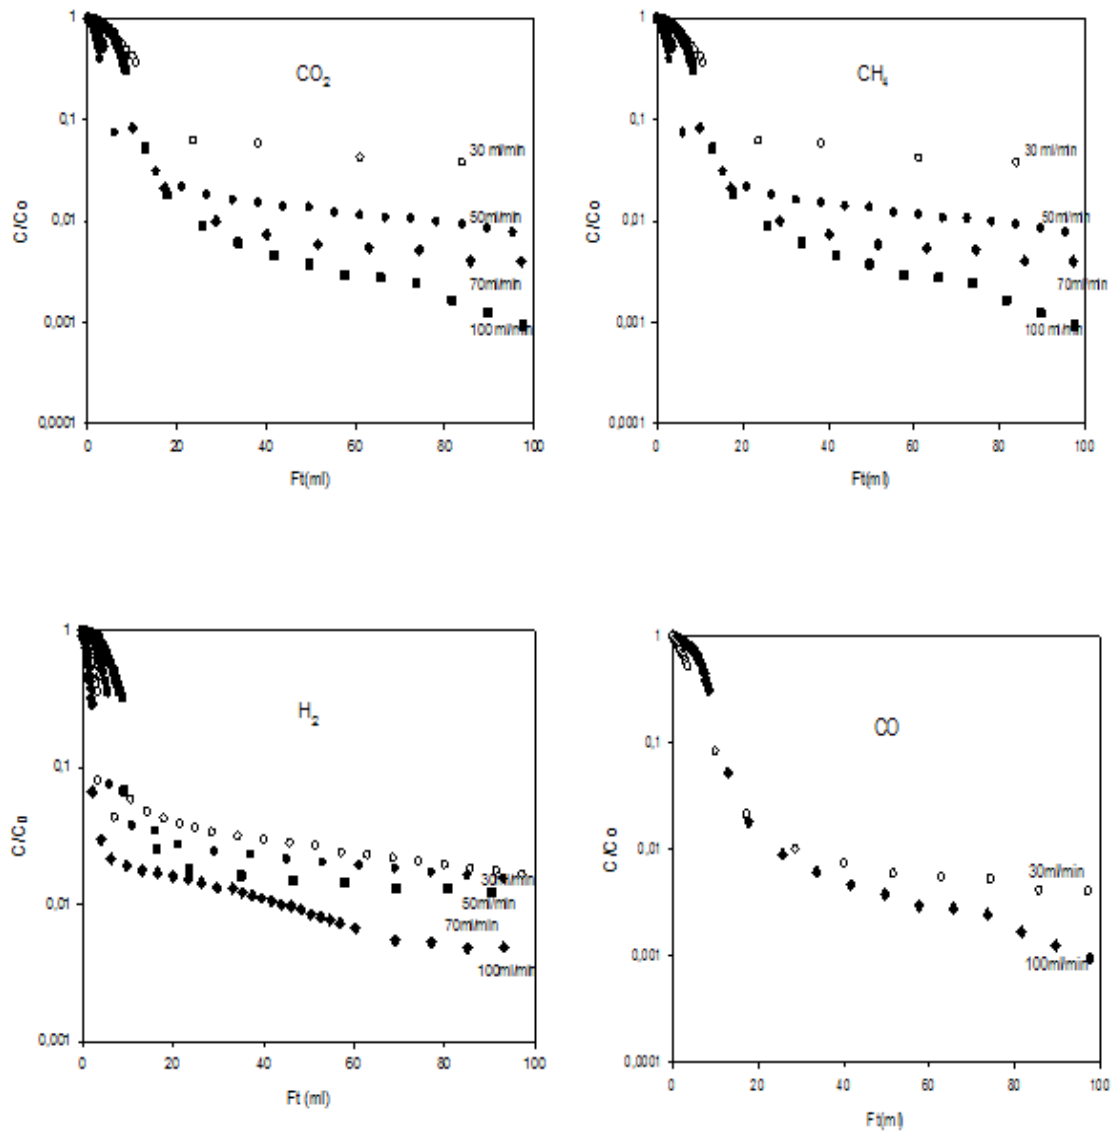 1
CO2
0,1
30 ml/min
C/Co
0,01
50ml/min
70ml/min
0,001
100 ml/min
0,0001
0 20 40 60 80 100
Ft(ml)
1
CH4
0,1
30 ml/min
C/Co
0,01
50ml/min
70ml/min
0,001
100 ml/min
0,0001
0 20 40 60 80 100
Ft(ml)
1
H2
0,1
C/C0
30ml/min
0,01
50ml/min
70ml/min
100ml/min
0,001
0 20 40 60 80 100
Ft (ml)
1
CO
0,1
C/Co
0,01
30ml/min
0,001
100ml/min
0,0001
0 20 40 60 80 100
Ft(ml)